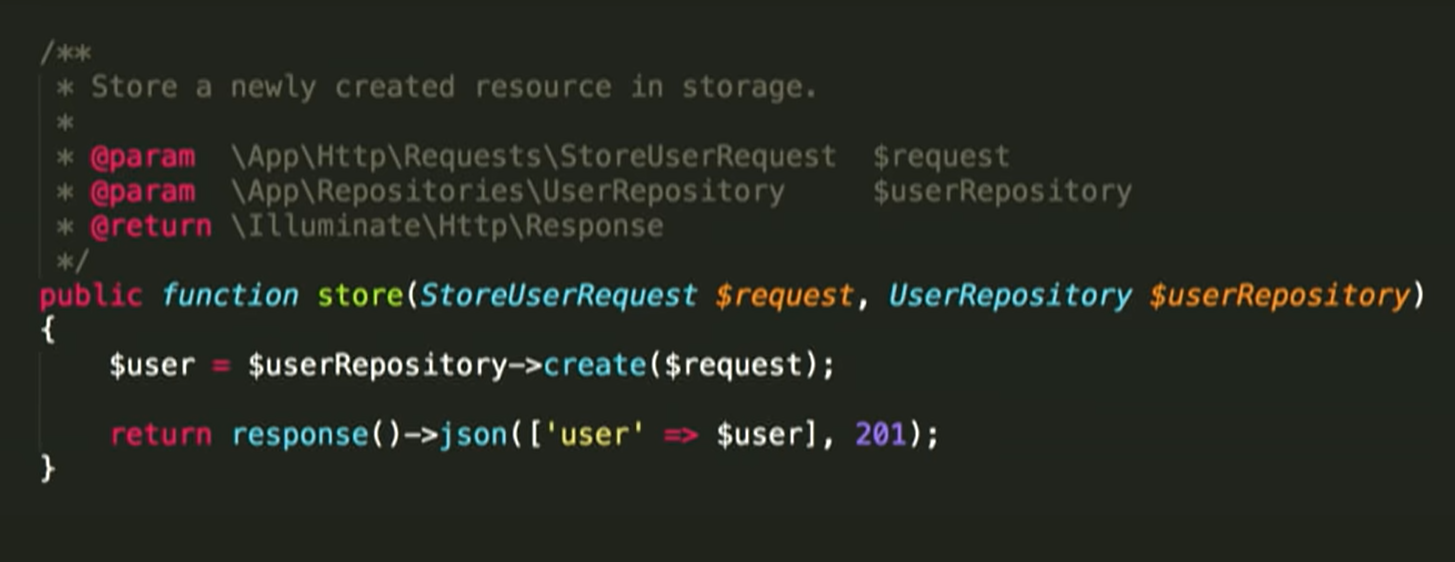 /**
 * Store a newly created resource in storage.
 *
 * @param  \App\Http\Requests\StoreUserRequest  $request
 * @param  \App\Repositories\UserRepository     $userRepository
 * @return \Illuminate\Http\Response
 */
public function store(StoreUserRequest $request, UserRepository $userRepository)
{
    $user = $userRepository->create($request);

    return response()->json(['user' => $user], 201);
}